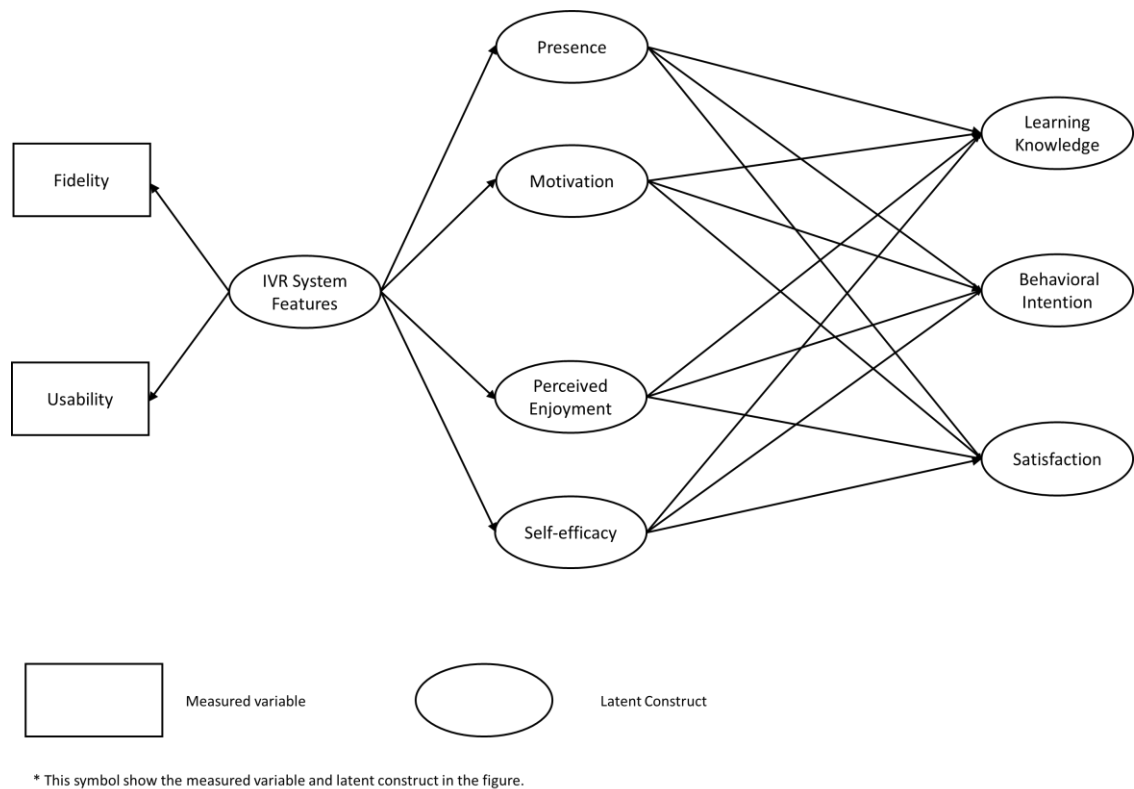 Presence
Learning
Knowledge
Fidelity
Motivation
IVR System
Features
Behavioral
Intention
Usability
Perceived
Enjoyment
Satisfaction
Self-efficacy
Measured variable
Latent Construct
* This symbol show the measured variable and latent construct in the figure.